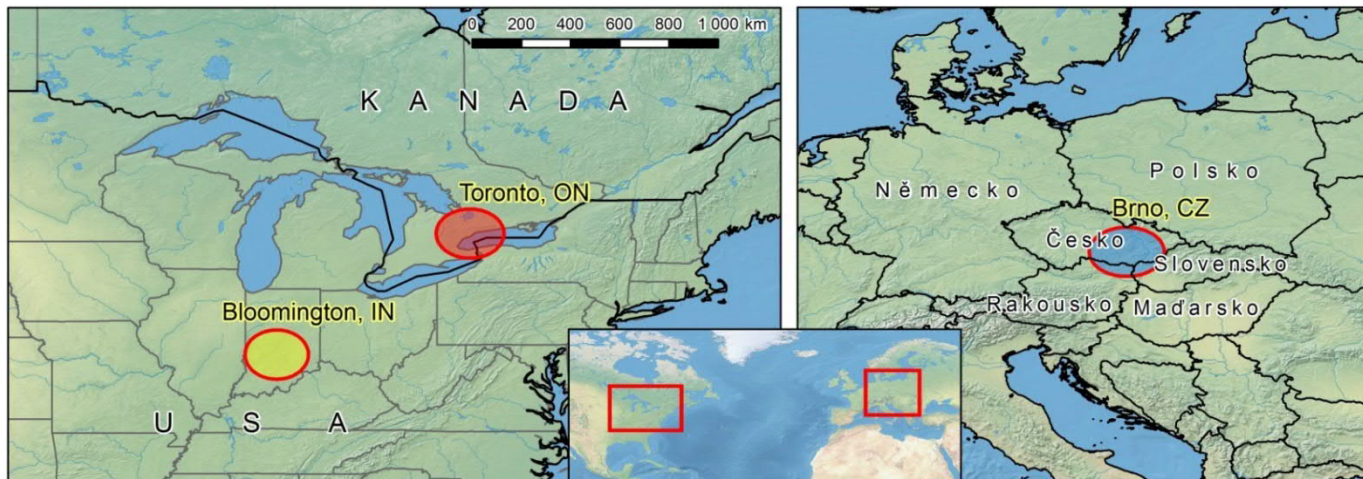 0 200 400 600 800 1 000 km
K A N A D A
Toronto, ON
Bloomington, IN
U S A
Polsko
Německo
Brno, CZ
Česko
Slovensko
Rakousko
Maďarsko